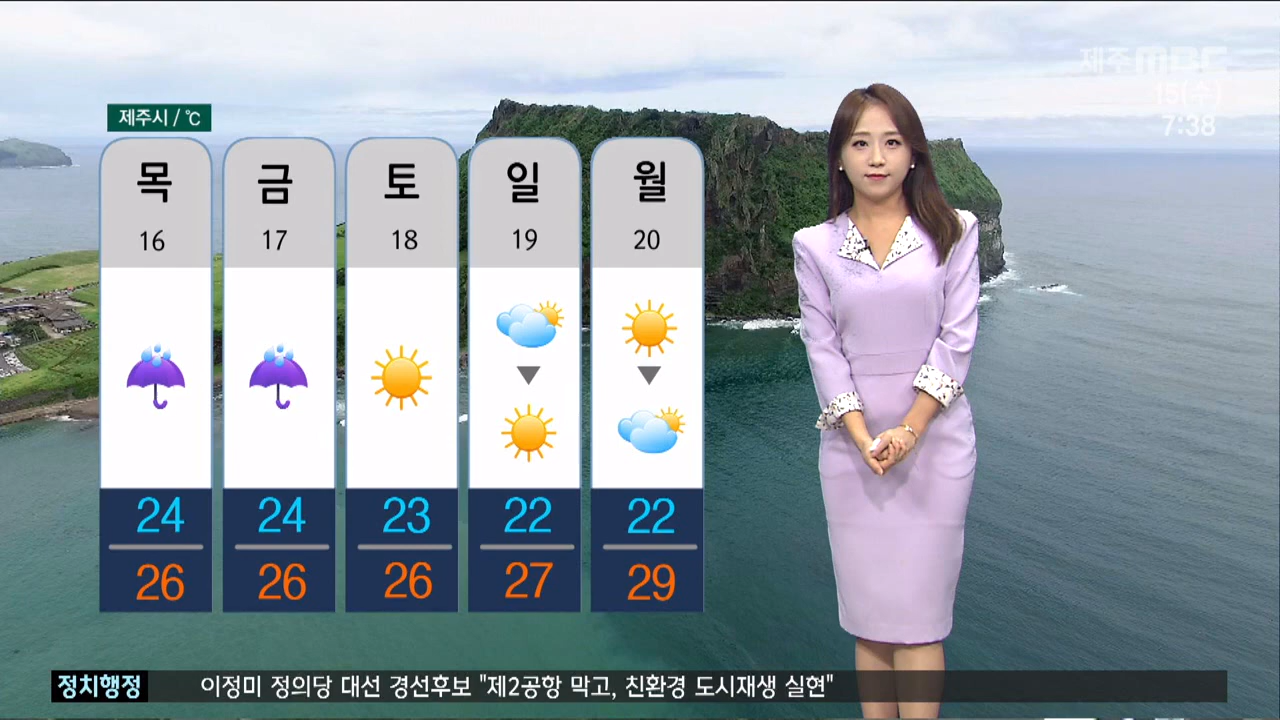 제주 MBC
15(수)
7:38
제주시 / ℃
목 금 토 일 월
16 17 18 19 20
24 24 23 22 22
26 26 26 27 29
정치행정 이정미 정의당 대선 경선후보 "제2공항 막고, 친환경 도시재생 실현"